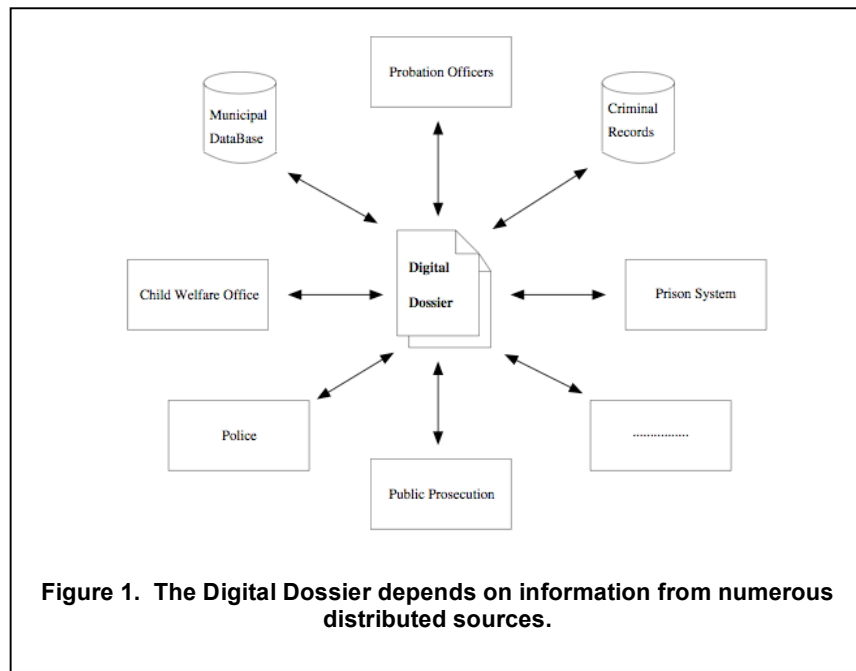 Probation Officers
Municipal
DataBase
Criminal
Records
Digital
Dossier
Child Welfare Office
Prison System
Police
................
Public Prosecution
Figure 1. The Digital Dossier depends on information from numerous
distributed sources.